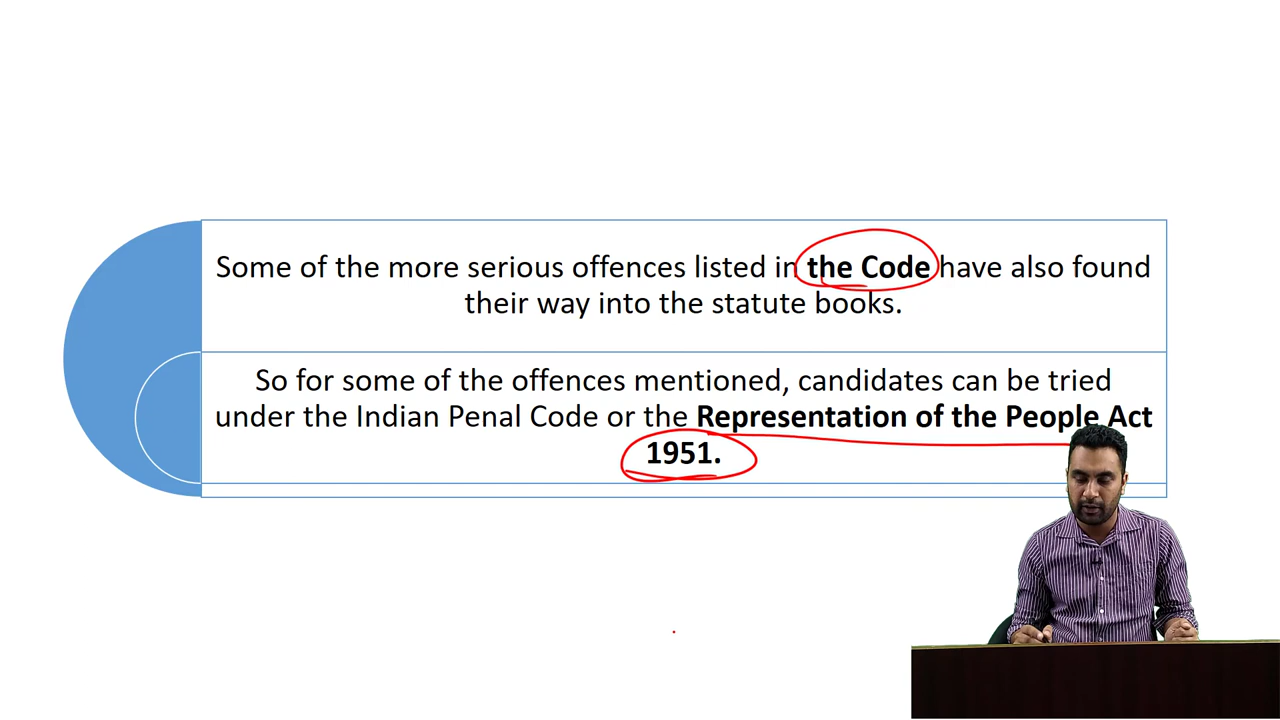 Some of the more serious offences listed in the Code have also found
their way into the statute books.
So for some of the offences mentioned, candidates can be tried
under the Indian Penal Code or the Representation of the People Act
1951.